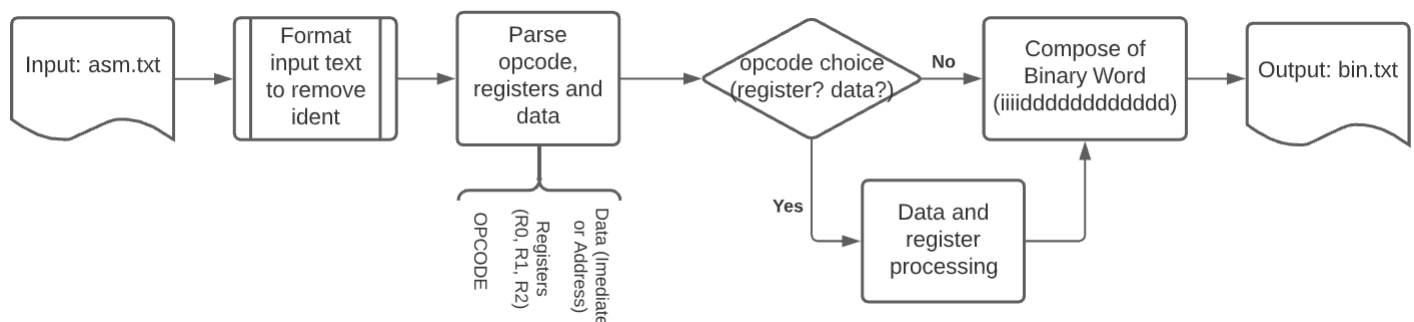 Input: asm.txt
Format
input text
to remove
ident
Parse
opcode,
registers and
data
opcode choice
(register? data?)
No
Compose of
Binary Word
(iiiidddddddddddd)
Output: bin.txt
Yes
Data and
register
processing
OPCODE
Registers
(R0, R1, R2)
Data (Imediate
or Address)